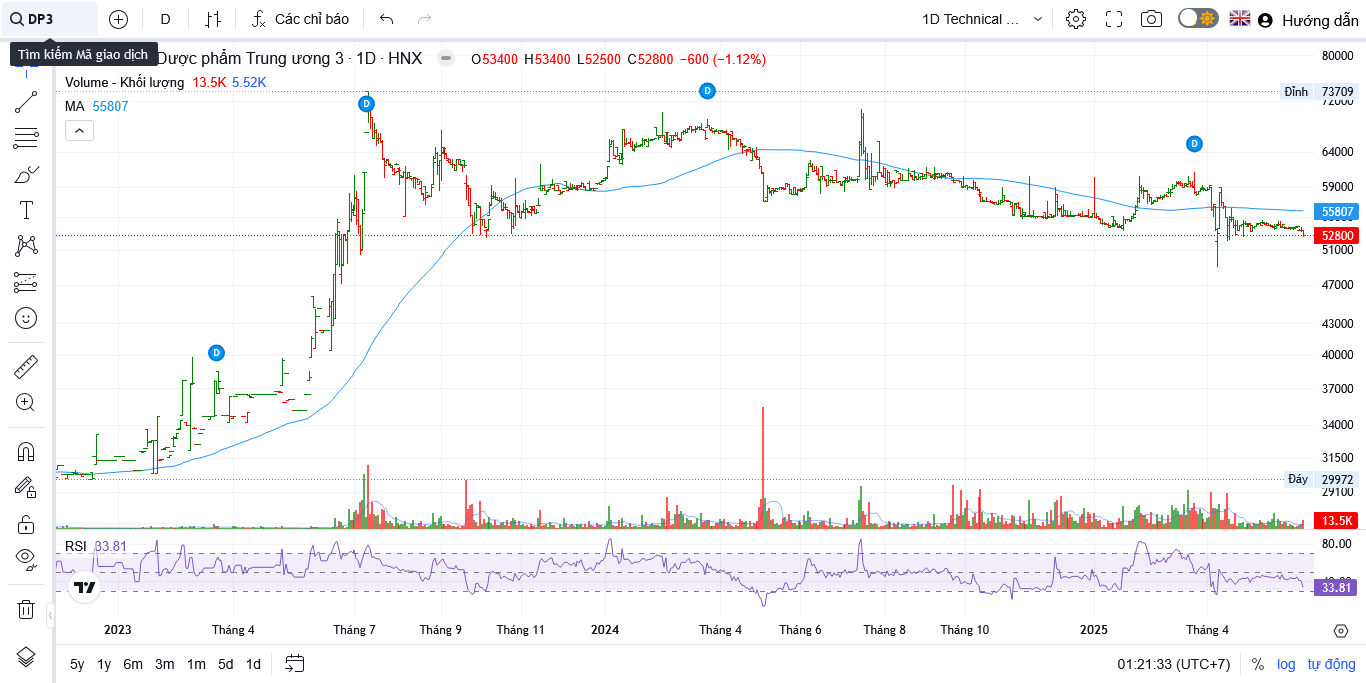 DP3
D
Các chỉ báo
1D Technical ...
Hướng dẫn
Tìm kiếm Mã giao dịch
Dược phẩm Trung ương 3 · 1D · HNX
O53400 H53400 L52500 C52800 −600 (−1.12%)
Volume - Khối lượng 13.5K 5.52K
MA 55807
D
D
D
D
80000
Đỉnh 73709
72000
64000
59000
55807
52800
51000
47000
43000
40000
37000
34000
31500
Đáy 29972
29100
13.5K
RSI 33.81
80.00
33.81
2023
Tháng 4
Tháng 7
Tháng 9
Tháng 11
2024
Tháng 4
Tháng 6
Tháng 8
Tháng 10
2025
Tháng 4
5y 1y 6m 3m 1m 5d 1d
01:21:33 (UTC+7)
% log tự động